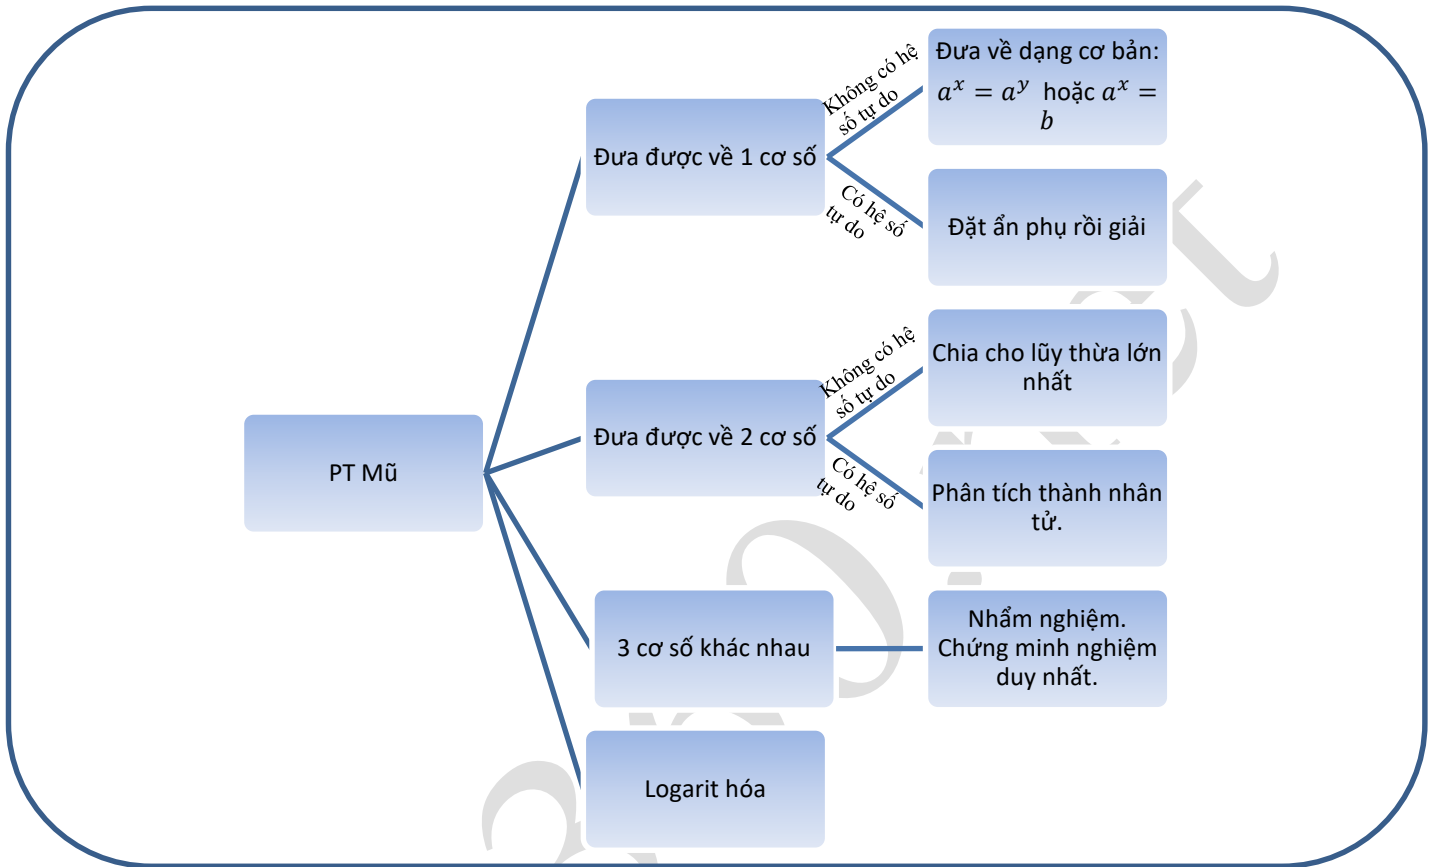 PT Mũ
Đưa được về 1 cơ số
Không có hệ
số tự do
Đưa về dạng cơ bản:
𝑎ˣ = 𝑎ʸ hoặc 𝑎ˣ =
𝑏
Có hệ số
tự do
Đặt ẩn phụ rồi giải
Đưa được về 2 cơ số
Không có hệ
số tự do
Chia cho lũy thừa lớn
nhất
Có hệ số
tự do
Phân tích thành nhân
tử.
3 cơ số khác nhau
Nhẩm nghiệm.
Chứng minh nghiệm
duy nhất.
Logarit hóa